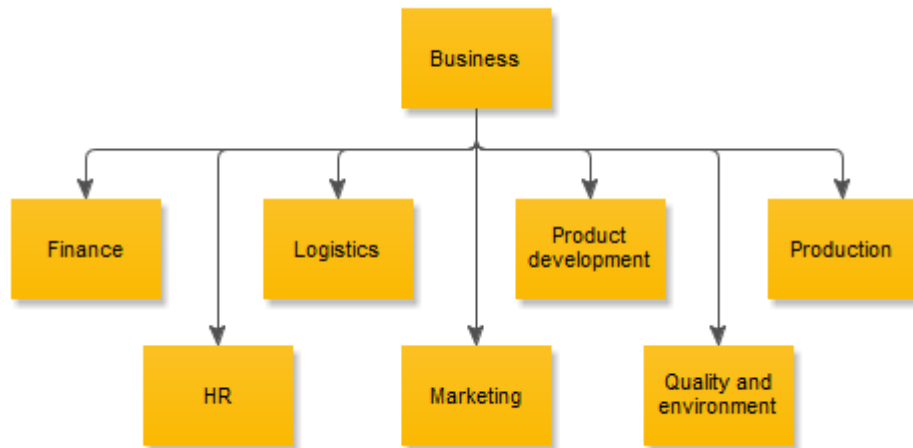 Business
Finance
Logistics
Product
development
Production
HR
Marketing
Quality and
environment